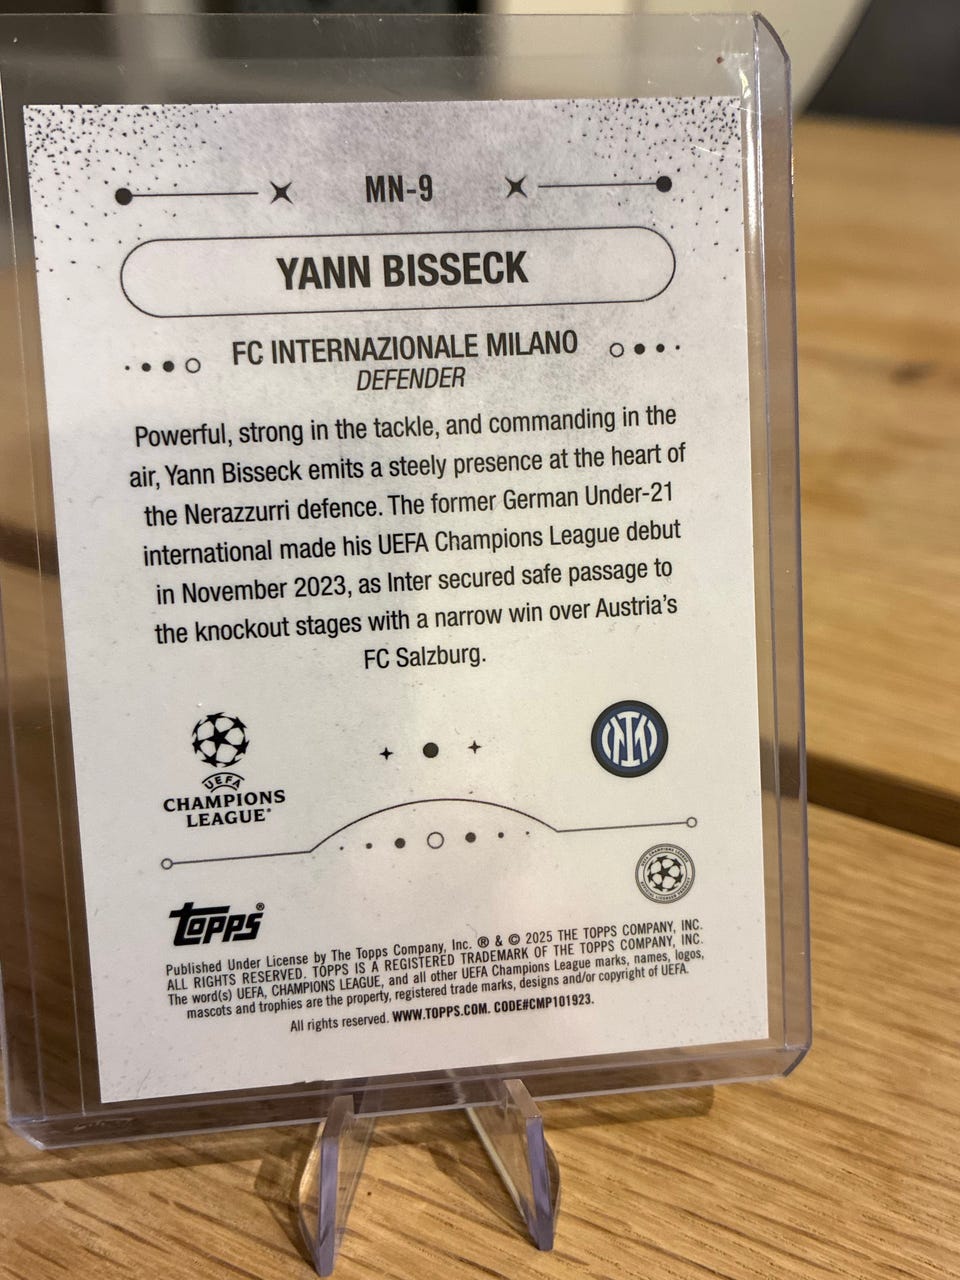 MN-9
YANN BISSECK
FC INTERNAZIONALE MILANO
DEFENDER
Powerful, strong in the tackle, and commanding in the
air, Yann Bisseck emits a steely presence at the heart of
the Nerazzurri defence. The former German Under-21
international made his UEFA Champions League debut
in November 2023, as Inter secured safe passage to
the knockout stages with a narrow win over Austria's
FC Salzburg.
UEFA
CHAMPIONS
LEAGUE®
topps®
Published Under License by The Topps Company, Inc. ® & © 2025 THE TOPPS COMPANY, INC.
ALL RIGHTS RESERVED. TOPPS IS A REGISTERED TRADEMARK OF THE TOPPS COMPANY, INC.
The word(s) UEFA, CHAMPIONS LEAGUE, and all other UEFA Champions League marks, names, logos,
mascots and trophies are the property, registered trade marks, designs and/or copyright of UEFA.
All rights reserved. WWW.TOPPS.COM. CODE#CMP101923.